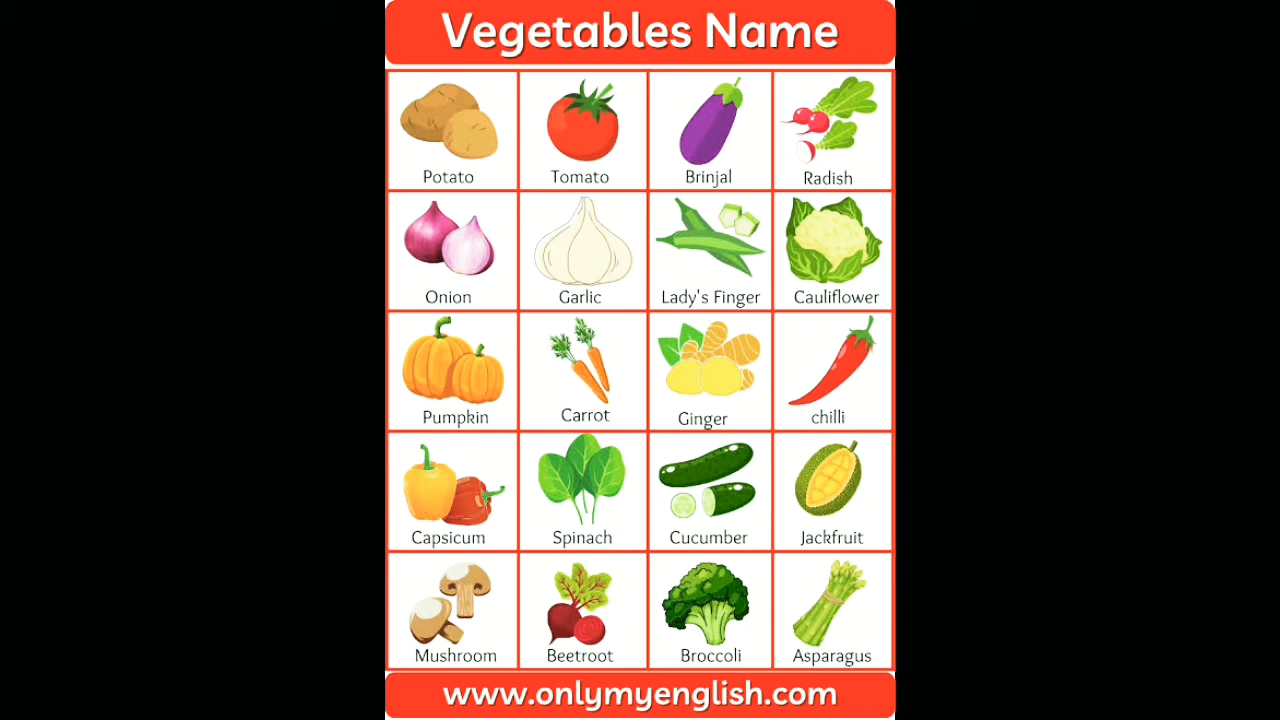 Vegetables Name
Potato
Tomato
Brinjal
Radish
Onion
Garlic
Lady's Finger
Cauliflower
Pumpkin
Carrot
Ginger
chilli
Capsicum
Spinach
Cucumber
Jackfruit
Mushroom
Beetroot
Broccoli
Asparagus
www.onlymyenglish.com